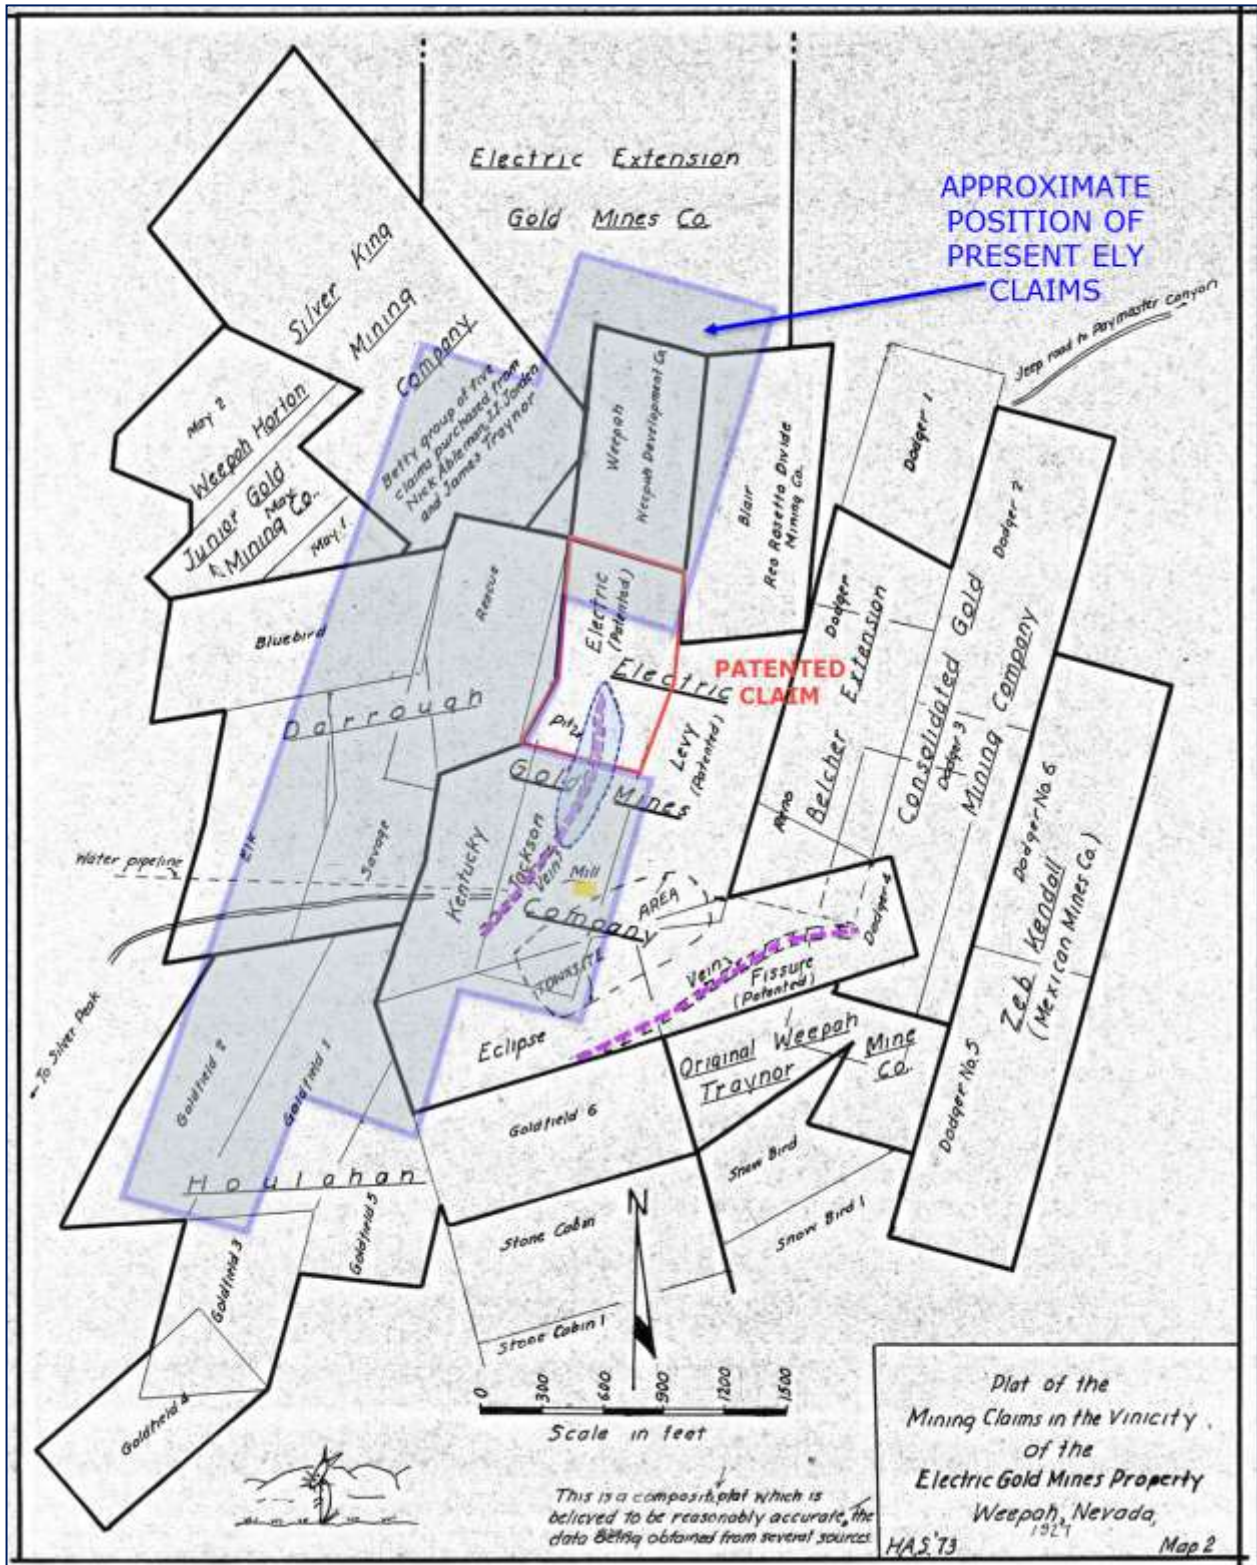 Electric Extension
Gold Mines Co.
APPROXIMATE
POSITION OF
PRESENT ELY
CLAIMS
Jeep road to Paymaster Canyon
Silver King
Mining
Company
May 2
Weepah Horton
Junior Gold
May
Mining Co.
May 1
Betty group of five
claims purchased from
Nick Ableman, J.J. Jorden
and James Traynor
Weepah
Weepah Development Co.
Blair
Reo Rosetta Divide
Mining Co.
Dodger 1
Dodger 2
Consolidated Gold
Mining Company
Dodger 3
Dodger
Belcher Extension
Reno
Dodger No. 6
Zeb Kendall
(Mexican Mines Co.)
Dodger No. 5
Dodger 4
Bluebird
Rescue
Electric
(Patented)
Electric
PATENTED
CLAIM
Darrough
Pit
Levy
(Patented)
Gold
Mines
Water pipeline
Elk
Savage
Kentucky
Jackson
Vein
Mill
Company
AREA
TOWNSITE
Vein
Fissure
(Patented)
To Silver Peak
Goldfield 2
Goldfield 1
Eclipse
Original Weepah
Traynor
Mine
Co.
Goldfield 6
Houlahan
Snow Bird
Snow Bird 1
Goldfield 3
Goldfield 5
Stone Cabin
N
Stone Cabin 1
Goldfield 4
0 300 600 900 1200 1500
Scale in feet
This is a composit plat which is
believed to be reasonably accurate, the
data being obtained from several sources.
Plat of the
Mining Claims in the Vinicity
of the
Electric Gold Mines Property
Weepah, Nevada,
1927
H.A.S. '73 Map 2